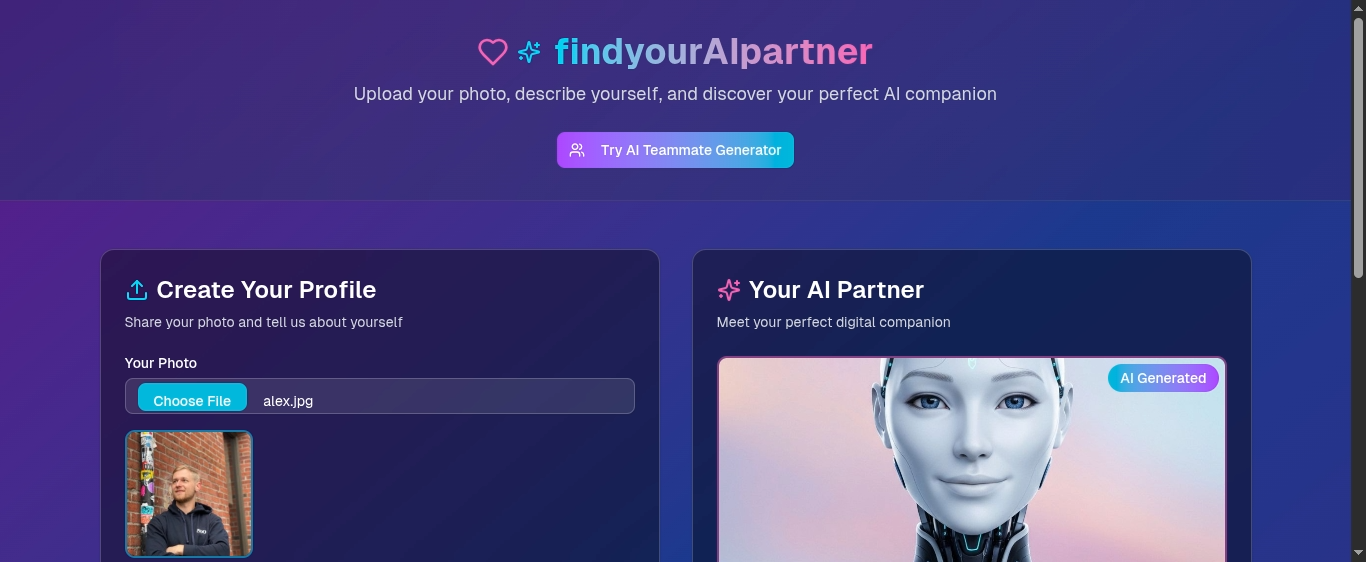 findyourAIpartner
Upload your photo, describe yourself, and discover your perfect AI companion
Try AI Teammate Generator
Create Your Profile
Share your photo and tell us about yourself
Your Photo
Choose File alex.jpg
Your AI Partner
Meet your perfect digital companion
AI Generated